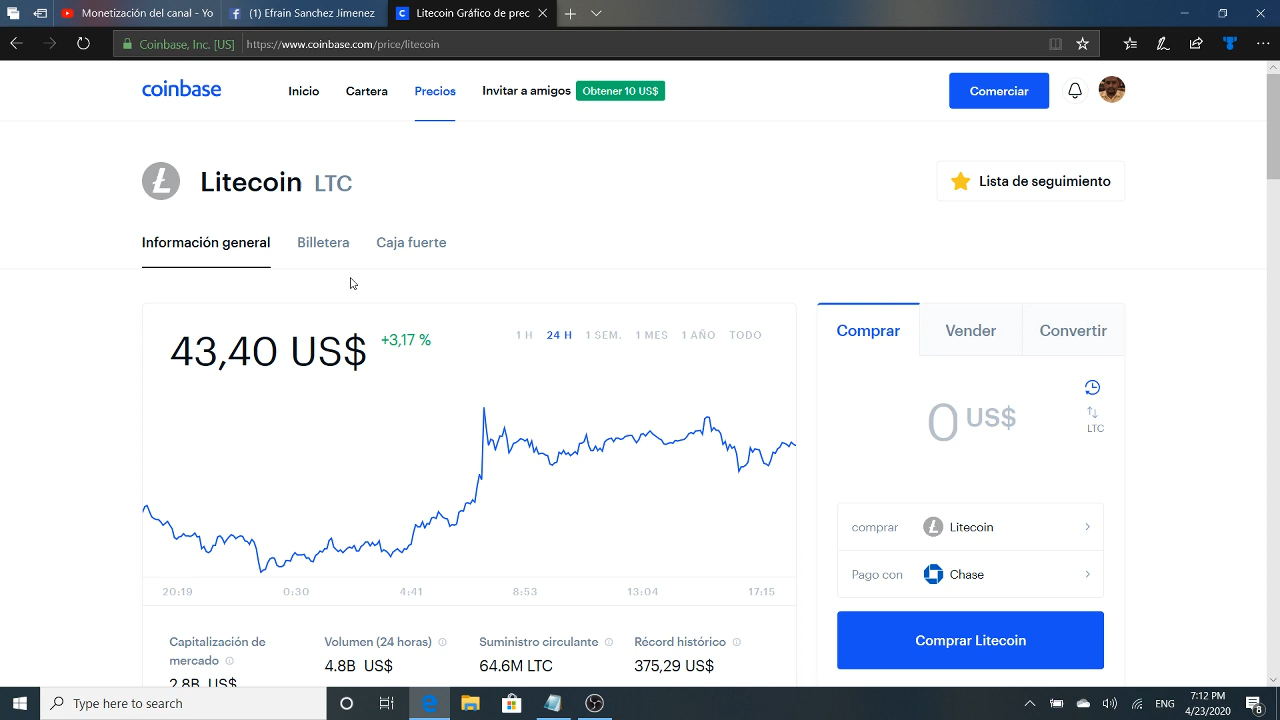 Monetización del canal - Yo
(1) Efrain Sanchez Jimenez
Litecoin Gráfico de prec
Coinbase, Inc. [US]
https://www.coinbase.com/price/litecoin
coinbase
Inicio
Cartera
Precios
Invitar a amigos
Obtener 10 US$
Comerciar
Litecoin LTC
Lista de seguimiento
Información general
Billetera
Caja fuerte
43,40 US$
+3,17 %
1 H
24 H
1 SEM.
1 MES
1 AÑO
TODO
20:19
0:30
4:41
8:53
13:04
17:15
Comprar
Vender
Convertir
0 US$
LTC
comprar
Litecoin
Pago con
Chase
Comprar Litecoin
Capitalización de
mercado
2.8B US$
Volumen (24 horas)
4.8B US$
Suministro circulante
64.6M LTC
Récord histórico
375,29 US$
Type here to search
ENG
7:12 PM
4/23/2020
8